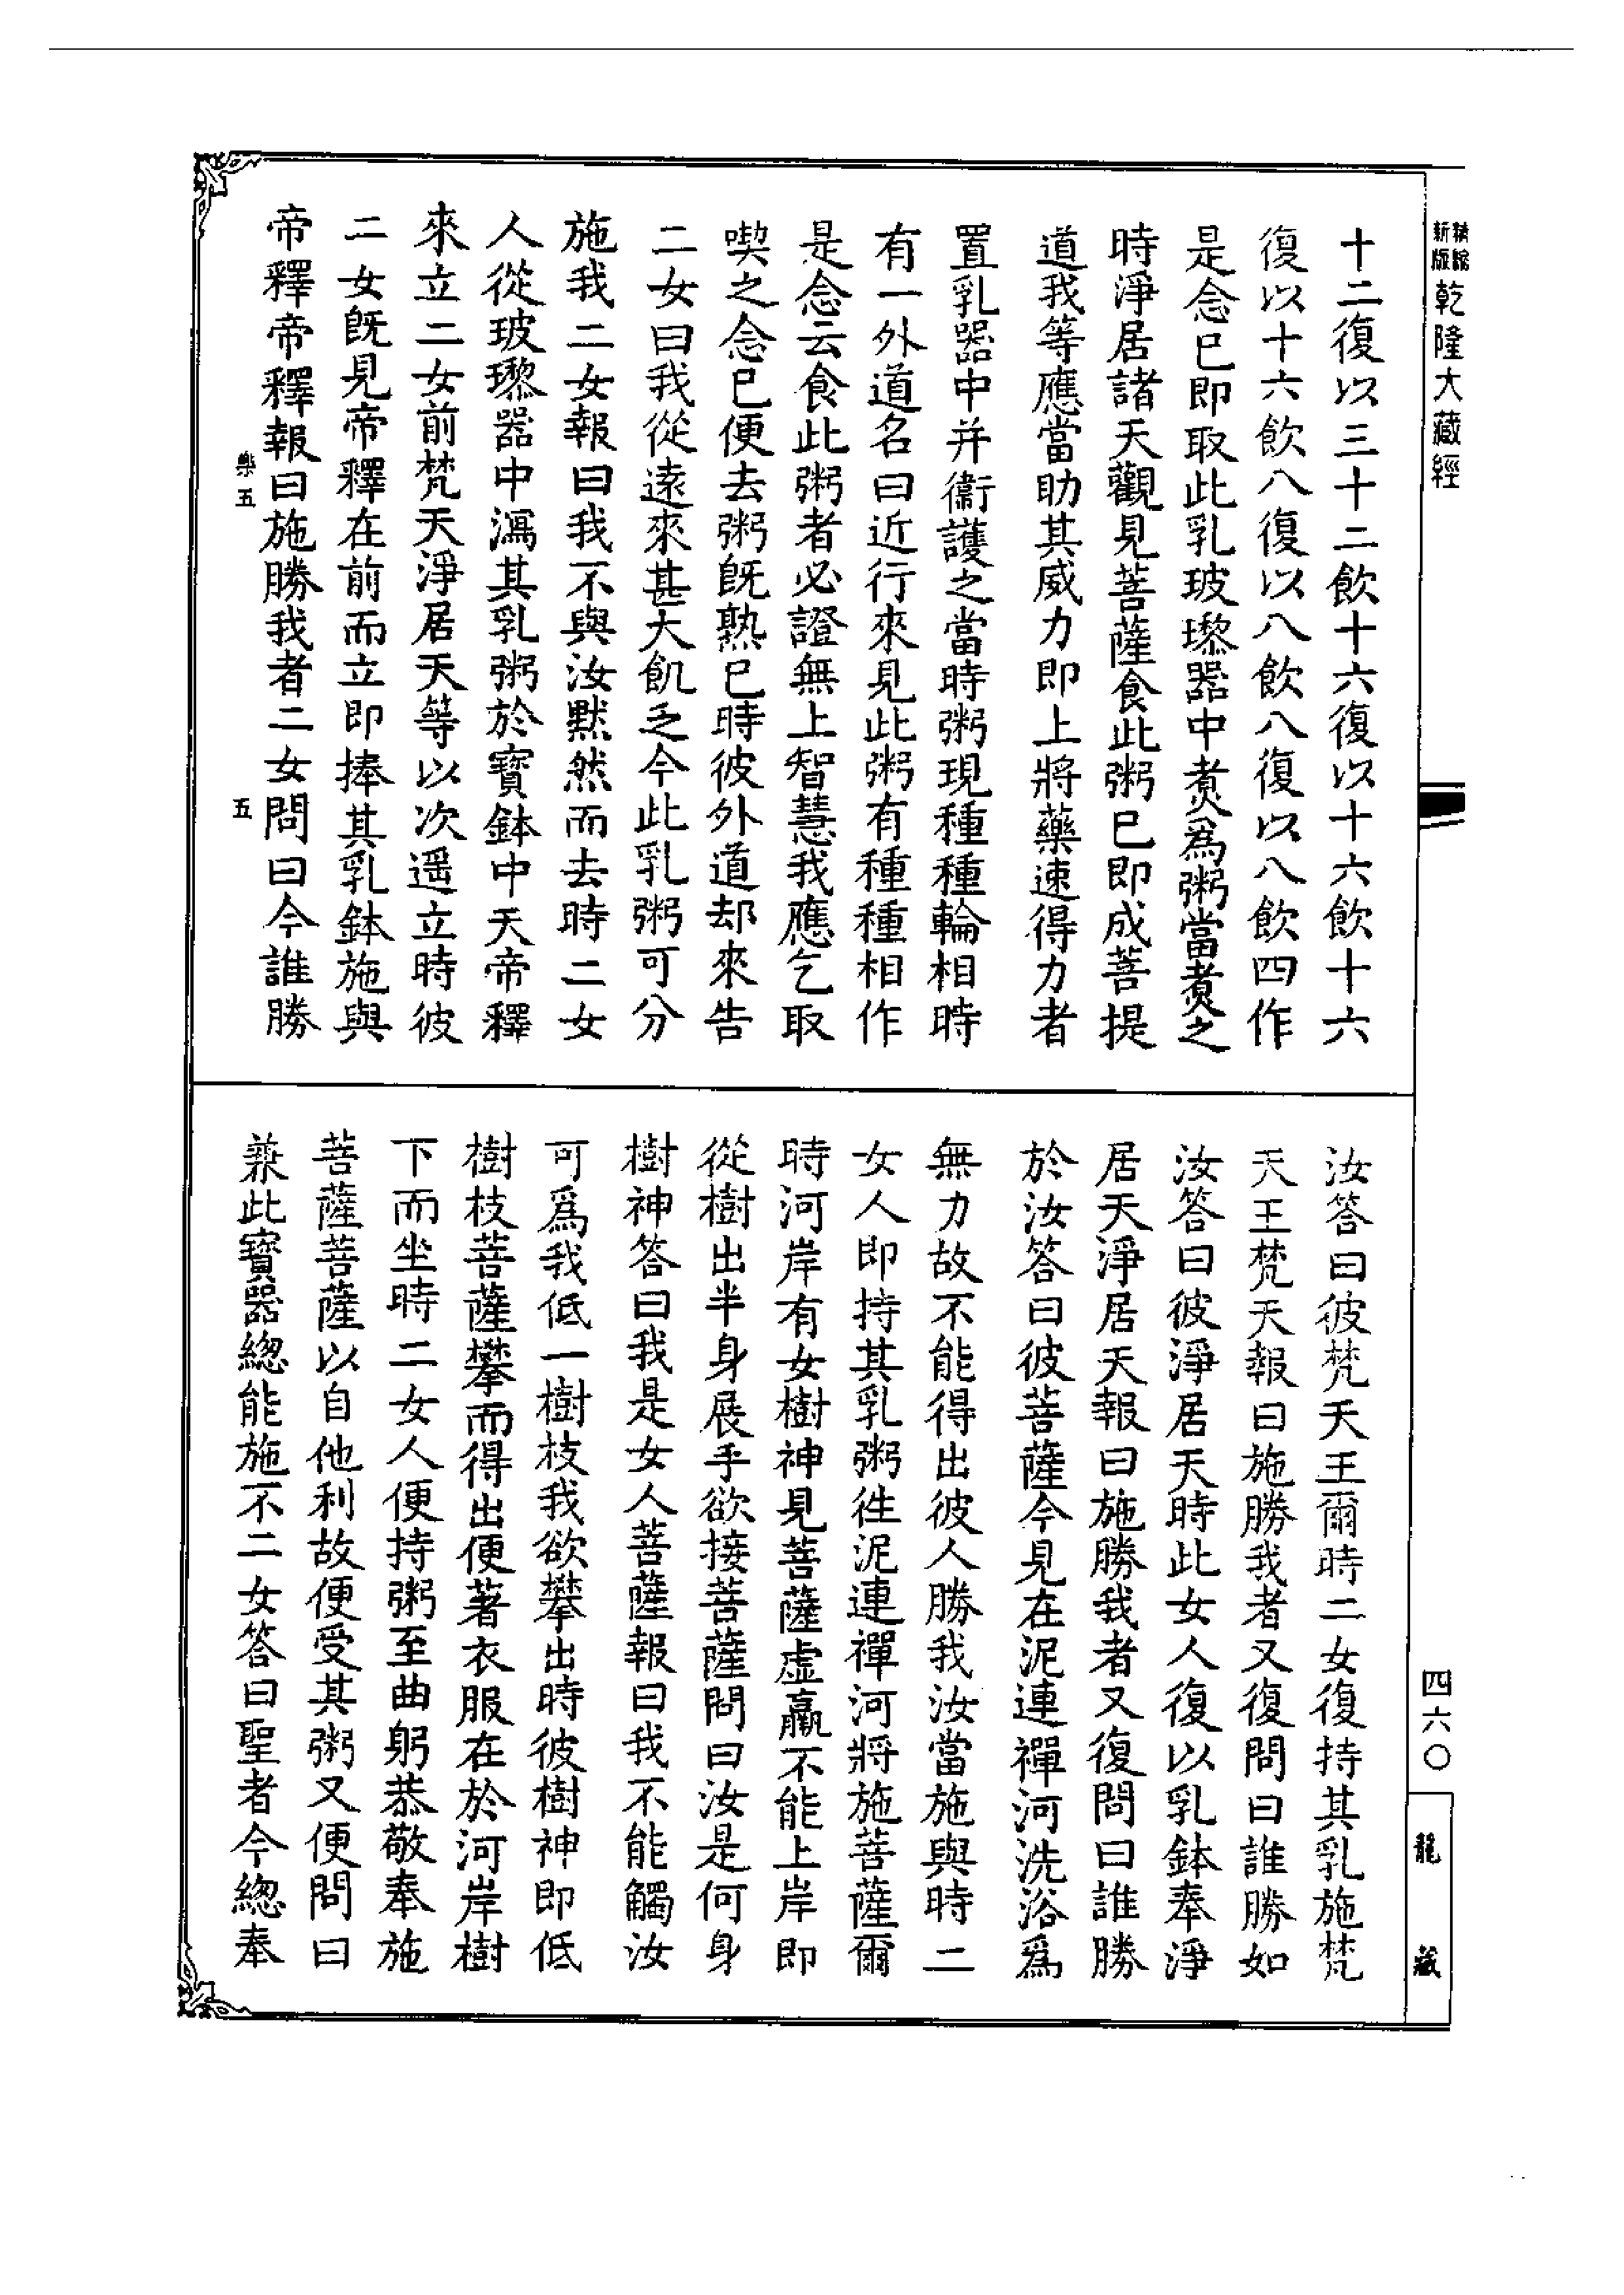 精縮新版乾隆大藏經
十二復以三十二飲十六復以十六飲十六
復以十六飲八復以八飲八復以八飲四作
是念已即取此乳玻瓈器中煮為粥當煮之
時淨居諸天觀見菩薩食此粥已即成菩提
道我等應當助其威力即上將藥速得力者
置乳器中并衞護之當時粥現種種輪相時
有一外道名曰近行來見此粥有種種相作
是念云食此粥者必證無上智慧我應乞取
喫之念已便去粥旣熟已時彼外道却來告
二女曰我從遠來甚大飢乏今此乳粥可分
施我二女報曰我不與汝默然而去時二女
人從玻瓈器中瀉其乳粥於寶鉢中天帝釋
來立二女前梵天淨居天等以次遥立時彼
二女旣見帝釋在前而立即捧其乳鉢施與
帝釋帝釋報曰施勝我者二女問曰今誰勝
樂五
五
汝答曰彼梵天王爾時二女復持其乳施梵
天王梵天報曰施勝我者又復問曰誰勝如
汝答曰彼淨居天時此女人復以乳鉢奉淨
居天淨居天報曰施勝我者又復問曰誰勝
於汝答曰彼菩薩今見在泥連禪河洗浴爲
無力故不能得出彼人勝我汝當施與時二
女人即持其乳粥徃泥連禪河將施菩薩爾
時河岸有女樹神見菩薩虚羸不能上岸即
從樹出半身展手欲接菩薩問曰汝是何身
樹神答曰我是女人菩薩報曰我不能觸汝
可爲我低一樹枝我欲攀出時彼樹神即低
樹枝菩薩攀而得出便著衣服在於河岸樹
下而坐時二女人便持粥至曲躬恭敬奉施
菩薩菩薩以自他利故便受其粥又便問曰
兼此寶器總能施不二女答曰聖者今總奉
四六〇
龍藏